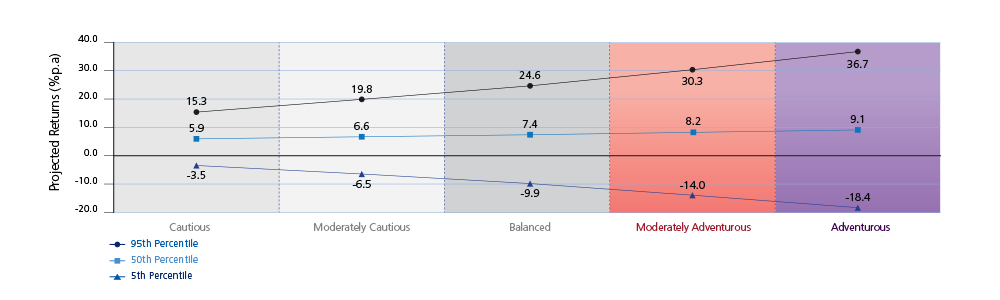 40.0
30.0
20.0
10.0
0.0
-10.0
-20.0
Projected Returns (%p.a)
15.3
19.8
24.6
30.3
36.7
5.9
6.6
7.4
8.2
9.1
-3.5
-6.5
-9.9
-14.0
-18.4
Cautious
Moderately Cautious
Balanced
Moderately Adventurous
Adventurous
95th Percentile
50th Percentile
5th Percentile